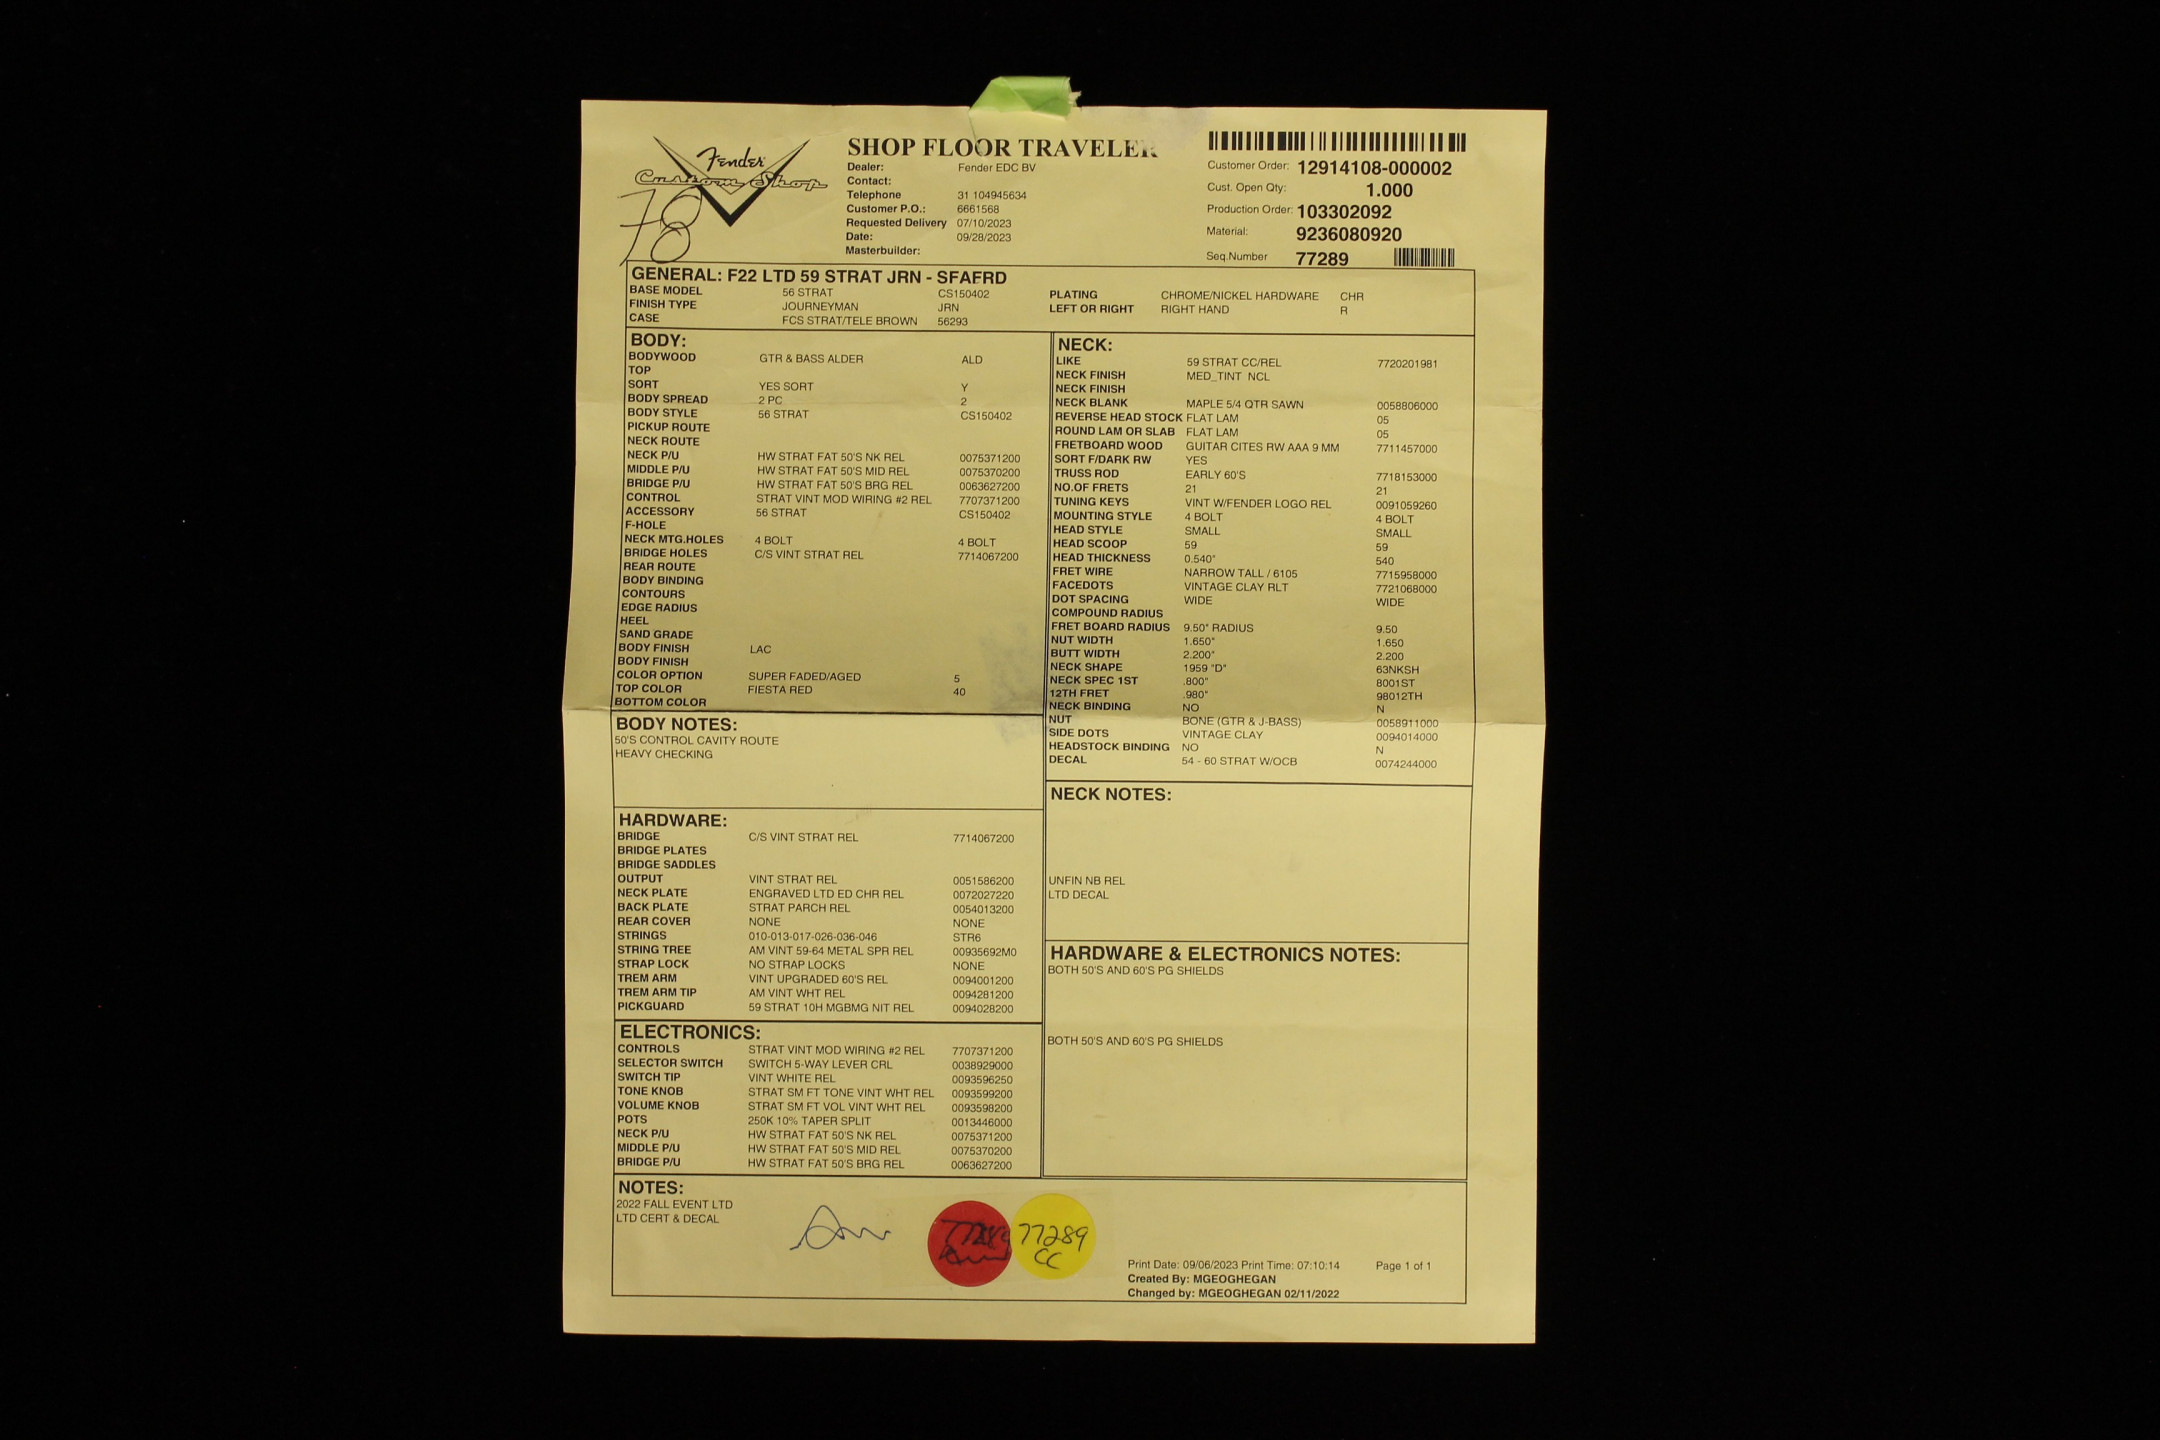 Fender
Custom Shop
78
SHOP FLOOR TRAVELER
Dealer: Fender EDC BV
Contact:
Telephone 31 104945634
Customer P.O.: 6661568
Requested Delivery 07/10/2023
Date: 09/28/2023
Masterbuilder:
Customer Order: 12914108-000002
Cust. Open Qty: 1.000
Production Order: 103302092
Material: 9236080920
Seq.Number 77289
GENERAL: F22 LTD 59 STRAT JRN - SFAFRD
BASE MODEL 56 STRAT CS150402
FINISH TYPE JOURNEYMAN JRN
CASE FCS STRAT/TELE BROWN 56293
PLATING CHROME/NICKEL HARDWARE CHR
LEFT OR RIGHT RIGHT HAND R
BODY:
BODYWOOD GTR & BASS ALDER ALD
TOP
SORT YES SORT Y
BODY SPREAD 2 PC 2
BODY STYLE 56 STRAT CS150402
PICKUP ROUTE
NECK ROUTE
NECK P/U HW STRAT FAT 50'S NK REL 0075371200
MIDDLE P/U HW STRAT FAT 50'S MID REL 0075370200
BRIDGE P/U HW STRAT FAT 50'S BRG REL 0063627200
CONTROL STRAT VINT MOD WIRING #2 REL 7707371200
ACCESSORY 56 STRAT CS150402
F-HOLE
NECK MTG.HOLES 4 BOLT 4 BOLT
BRIDGE HOLES C/S VINT STRAT REL 7714067200
REAR ROUTE
BODY BINDING
CONTOURS
EDGE RADIUS
HEEL
SAND GRADE
BODY FINISH LAC
BODY FINISH
COLOR OPTION SUPER FADED/AGED 5
TOP COLOR FIESTA RED 40
BOTTOM COLOR
BODY NOTES:
50'S CONTROL CAVITY ROUTE
HEAVY CHECKING
HARDWARE:
BRIDGE C/S VINT STRAT REL 7714067200
BRIDGE PLATES
BRIDGE SADDLES
OUTPUT VINT STRAT REL 0051586200
NECK PLATE ENGRAVED LTD ED CHR REL 0072027220
BACK PLATE STRAT PARCH REL 0054013200
REAR COVER NONE NONE
STRINGS 010-013-017-026-036-046 STR6
STRING TREE AM VINT 59-64 METAL SPR REL 00935692M0
STRAP LOCK NO STRAP LOCKS NONE
TREM ARM VINT UPGRADED 60'S REL 0094001200
TREM ARM TIP AM VINT WHT REL 0094281200
PICKGUARD 59 STRAT 10H MGBMG NIT REL 0094028200
ELECTRONICS:
CONTROLS STRAT VINT MOD WIRING #2 REL 7707371200
SELECTOR SWITCH SWITCH 5-WAY LEVER CRL 0038929000
SWITCH TIP VINT WHITE REL 0093596250
TONE KNOB STRAT SM FT TONE VINT WHT REL 0093599200
VOLUME KNOB STRAT SM FT VOL VINT WHT REL 0093598200
POTS 250K 10% TAPER SPLIT 0013446000
NECK P/U HW STRAT FAT 50'S NK REL 0075371200
MIDDLE P/U HW STRAT FAT 50'S MID REL 0075370200
BRIDGE P/U HW STRAT FAT 50'S BRG REL 0063627200
NECK:
LIKE 59 STRAT CC/REL 7720201981
NECK FINISH MED_TINT NCL
NECK FINISH
NECK BLANK MAPLE 5/4 QTR SAWN 0058806000
REVERSE HEAD STOCK FLAT LAM 05
ROUND LAM OR SLAB FLAT LAM 05
FRETBOARD WOOD GUITAR CITES RW AAA 9 MM 7711457000
SORT F/DARK RW YES
TRUSS ROD EARLY 60'S 7718153000
NO.OF FRETS 21 21
TUNING KEYS VINT W/FENDER LOGO REL 0091059260
MOUNTING STYLE 4 BOLT 4 BOLT
HEAD STYLE SMALL SMALL
HEAD SCOOP 59 59
HEAD THICKNESS 0.540" 540
FRET WIRE NARROW TALL / 6105 7715958000
FACEDOTS VINTAGE CLAY RLT 7721068000
DOT SPACING WIDE WIDE
COMPOUND RADIUS
FRET BOARD RADIUS 9.50" RADIUS 9.50
NUT WIDTH 1.650" 1.650
BUTT WIDTH 2.200" 2.200
NECK SHAPE 1959 "D" 63NKSH
NECK SPEC 1ST .800" 8001ST
12TH FRET .980" 98012TH
NECK BINDING NO N
NUT BONE (GTR & J-BASS) 0058911000
SIDE DOTS VINTAGE CLAY 0094014000
HEADSTOCK BINDING NO N
DECAL 54 - 60 STRAT W/OCB 0074244000
NECK NOTES:
UNFIN NB REL
LTD DECAL
HARDWARE & ELECTRONICS NOTES:
BOTH 50'S AND 60'S PG SHIELDS
BOTH 50'S AND 60'S PG SHIELDS
NOTES:
2022 FALL EVENT LTD
LTD CERT & DECAL
77289
77289
CC
Print Date: 09/06/2023 Print Time: 07:10:14 Page 1 of 1
Created By: MGEOGHEGAN
Changed by: MGEOGHEGAN 02/11/2022